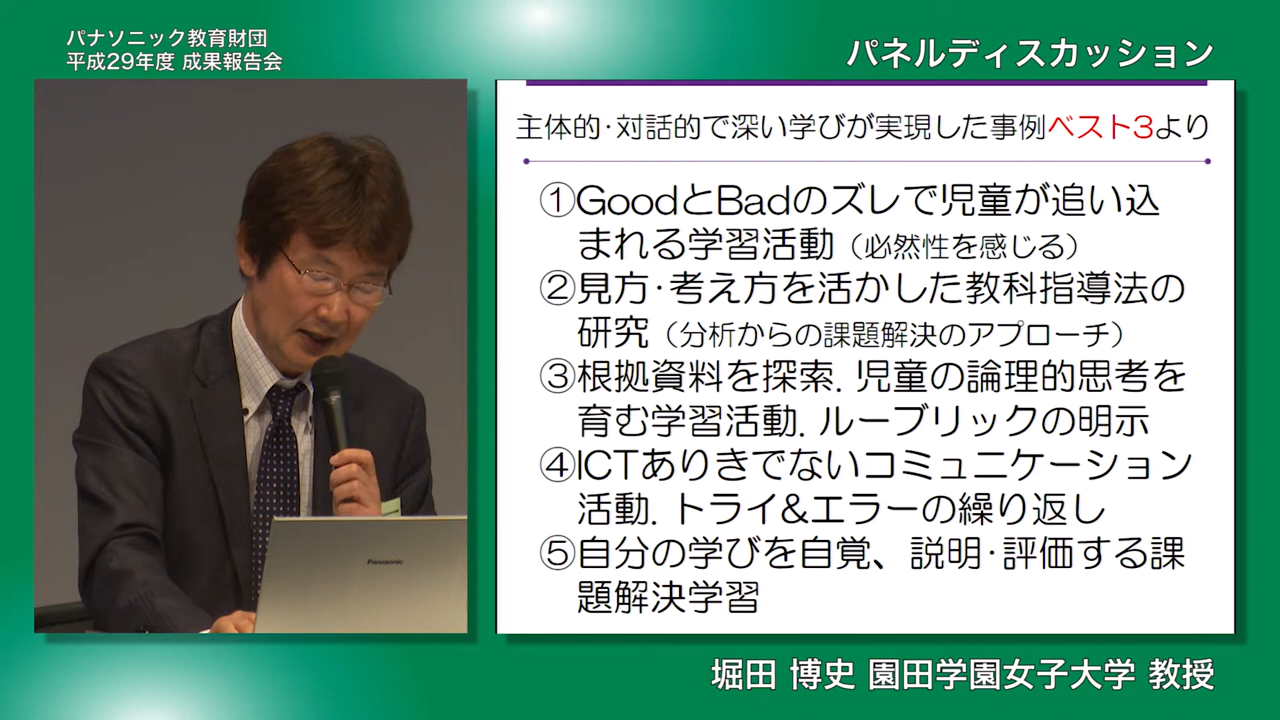 パナソニック教育財団
平成29年度 成果報告会
パネルディスカッション
主体的･対話的で深い学びが実現した事例ベスト3より
①GoodとBadのズレで児童が追い込
まれる学習活動（必然性を感じる）
②見方･考え方を活かした教科指導法の
研究（分析からの課題解決のアプローチ）
③根拠資料を探索. 児童の論理的思考を
育む学習活動. ルーブリックの明示
④ICTありきでないコミュニケーション
活動. トライ&エラーの繰り返し
⑤自分の学びを自覚、説明･評価する課
題解決学習
Panasonic
堀田 博史 園田学園女子大学 教授